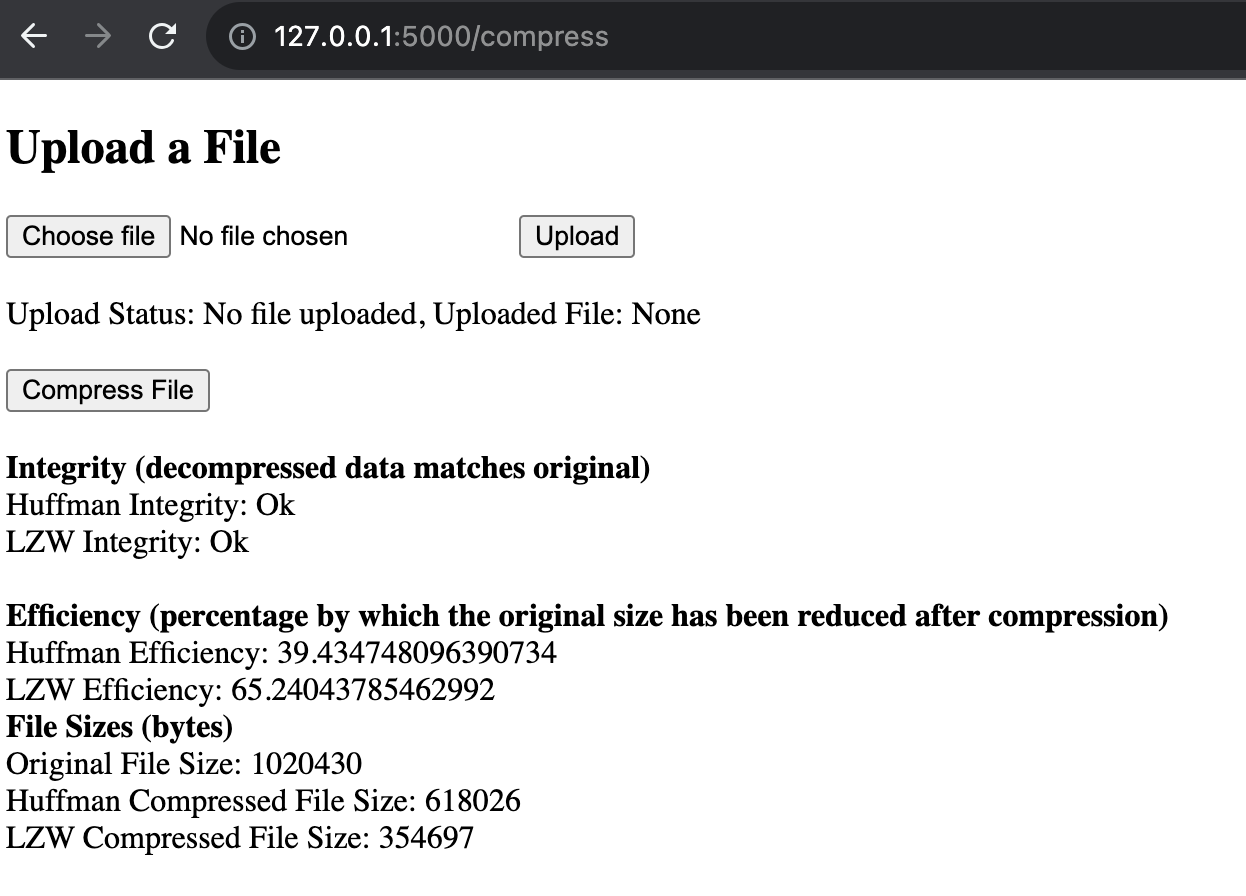 127.0.0.1:5000/compress
Upload a File
Choose file No file chosen Upload
Upload Status: No file uploaded, Uploaded File: None
Compress File
Integrity (decompressed data matches original)
Huffman Integrity: Ok
LZW Integrity: Ok
Efficiency (percentage by which the original size has been reduced after compression)
Huffman Efficiency: 39.434748096390734
LZW Efficiency: 65.24043785462992
File Sizes (bytes)
Original File Size: 1020430
Huffman Compressed File Size: 618026
LZW Compressed File Size: 354697